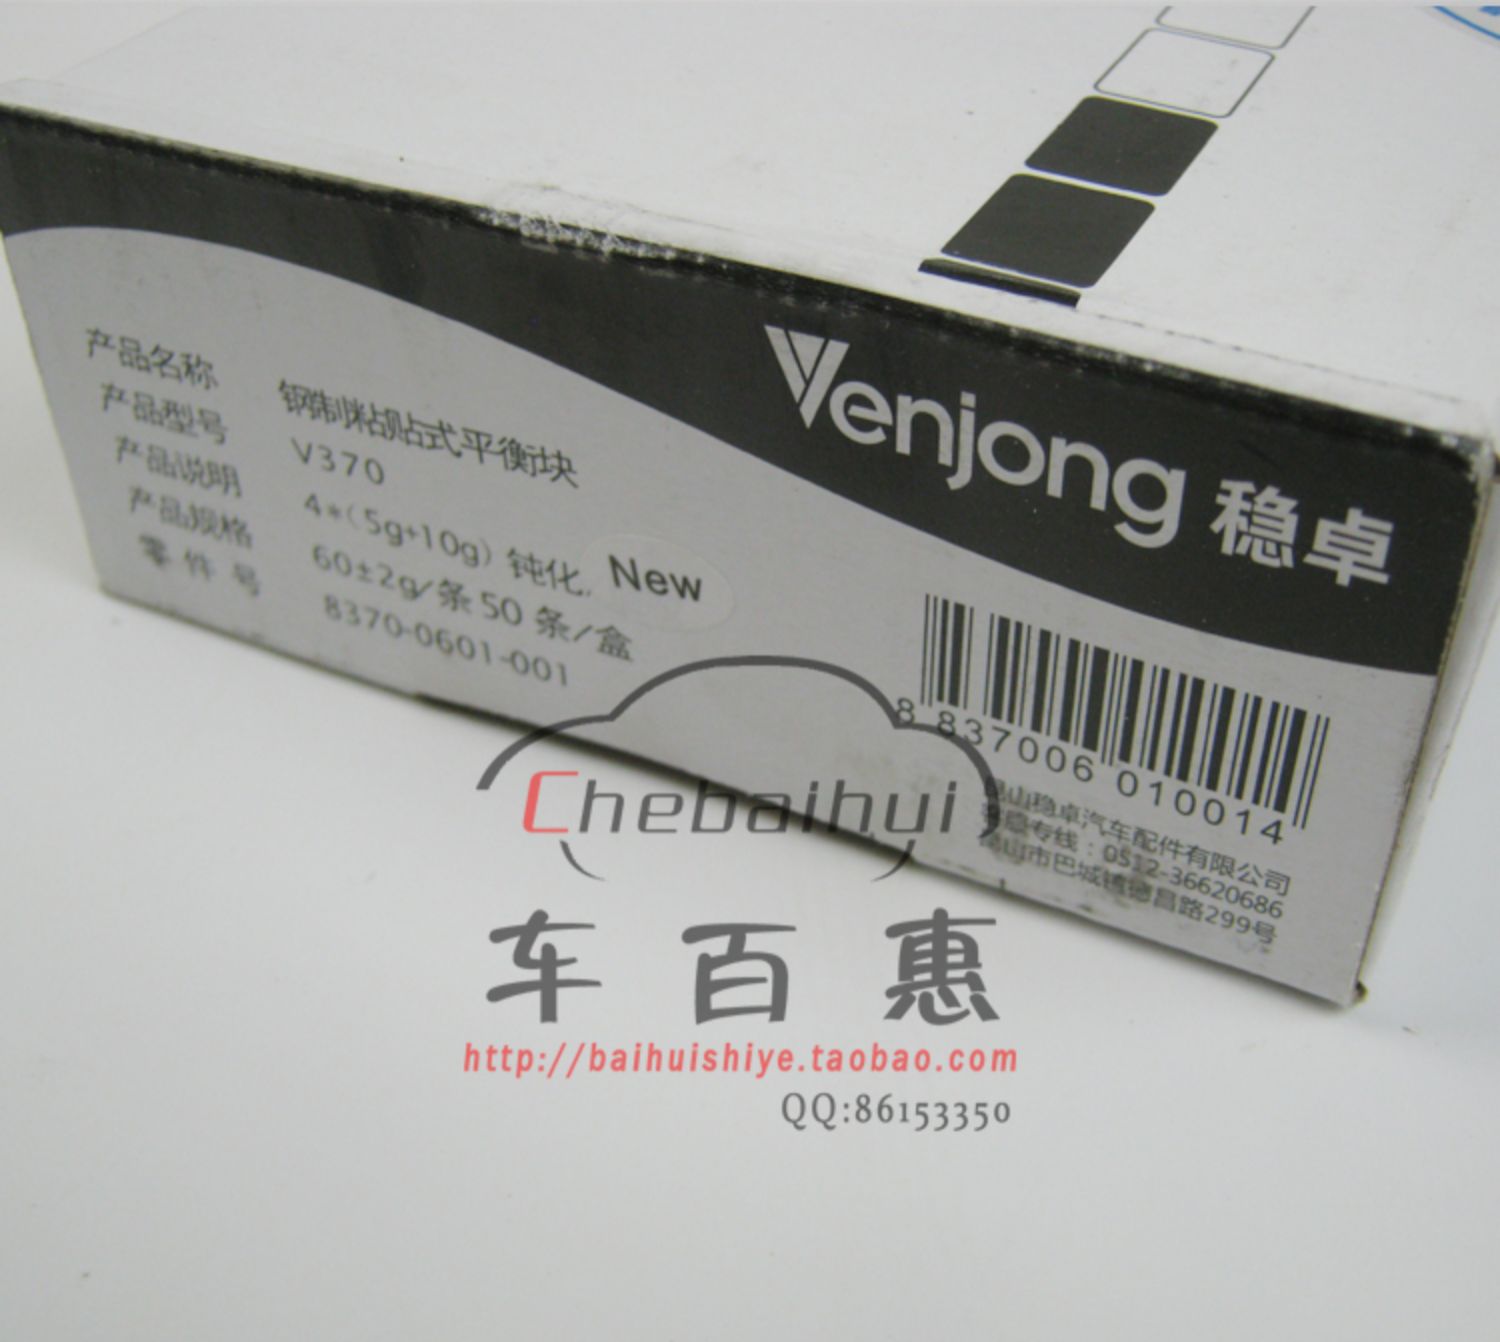 Venjong 稳卓
产品名称 钢制粘贴式平衡块
产品型号 V370
产品说明 4*(5g+10g) 钝化, New
产品规格 60±2g/条 50 条/盒
零件号 8370-0601-001
8 837006 010014
昆山稳卓汽车配件有限公司
专线：0512-36620686
昆山市巴城镇德昌路299号
Chebaihui
车百惠
http://baihuishiye.taobao.com
QQ:86153350